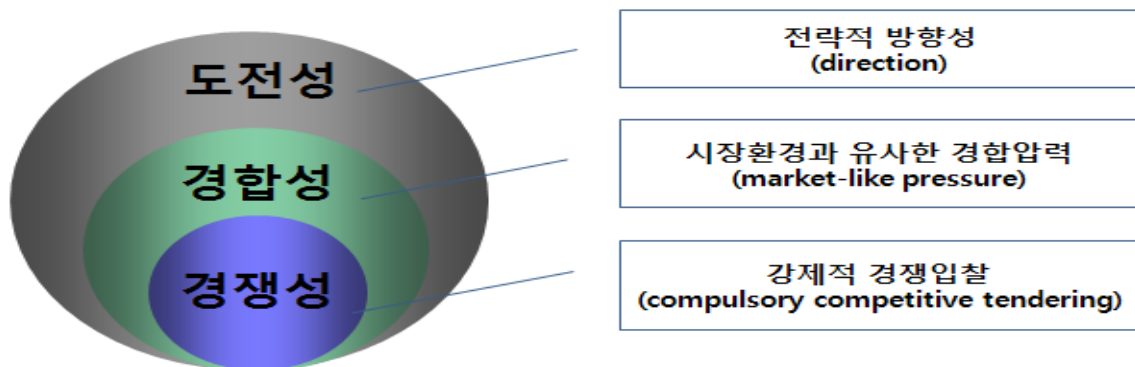 도전성
전략적 방향성
(direction)
경합성
시장환경과 유사한 경합압력
(market-like pressure)
경쟁성
강제적 경쟁입찰
(compulsory competitive tendering)